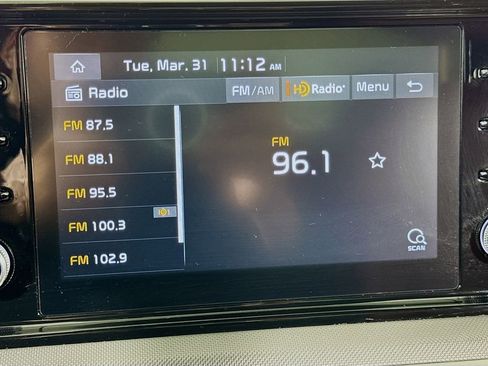 Tue, Mar. 31 11:12 AM
Radio FM/AM HD Radio Menu
FM 87.5
FM 88.1
FM 95.5
FM 100.3
FM 102.9
FM
96.1
SCAN